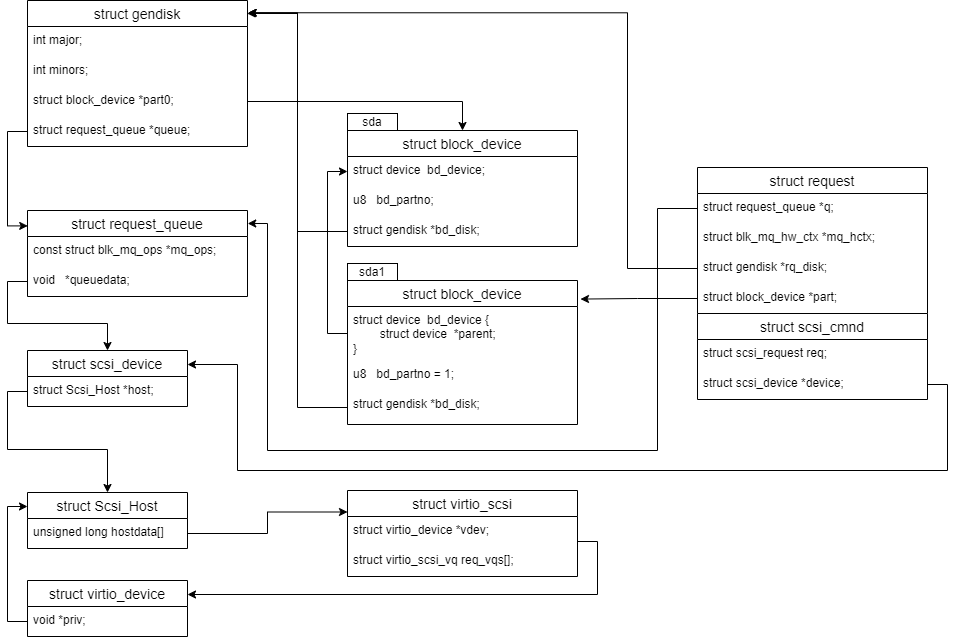 struct gendisk
int major;
int minors;
struct block_device *part0;
struct request_queue *queue;
sda
struct block_device
struct device  bd_device;
u8   bd_partno;
struct gendisk *bd_disk;
struct request
struct request_queue *q;
struct blk_mq_hw_ctx *mq_hctx;
struct gendisk *rq_disk;
struct block_device *part;
struct scsi_cmnd
struct scsi_request req;
struct scsi_device *device;
struct request_queue
const struct blk_mq_ops *mq_ops;
void   *queuedata;
sda1
struct block_device
struct device  bd_device {
struct device  *parent;
}
u8   bd_partno = 1;
struct gendisk *bd_disk;
struct scsi_device
struct Scsi_Host *host;
struct Scsi_Host
unsigned long hostdata[]
struct virtio_scsi
struct virtio_device *vdev;
struct virtio_scsi_vq req_vqs[];
struct virtio_device
void *priv;